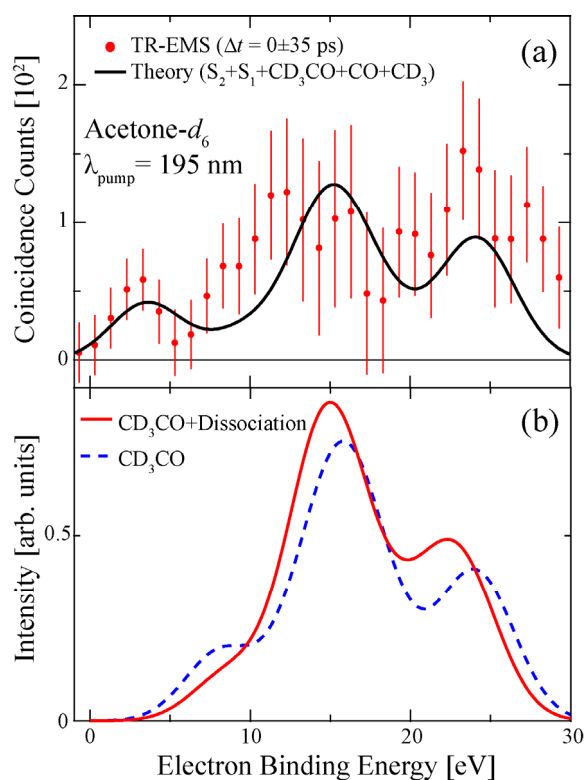 (a)
TR-EMS (Δt = 0±35 ps)
Theory (S₂+S₁+CD₃CO+CO+CD₃)
Acetone-d₆
λpump = 195 nm
Coincidence Counts [10²]
2
1
0
(b)
CD₃CO+Dissociation
CD₃CO
Intensity [arb. units]
0.5
0
0 10 20 30
Electron Binding Energy [eV]